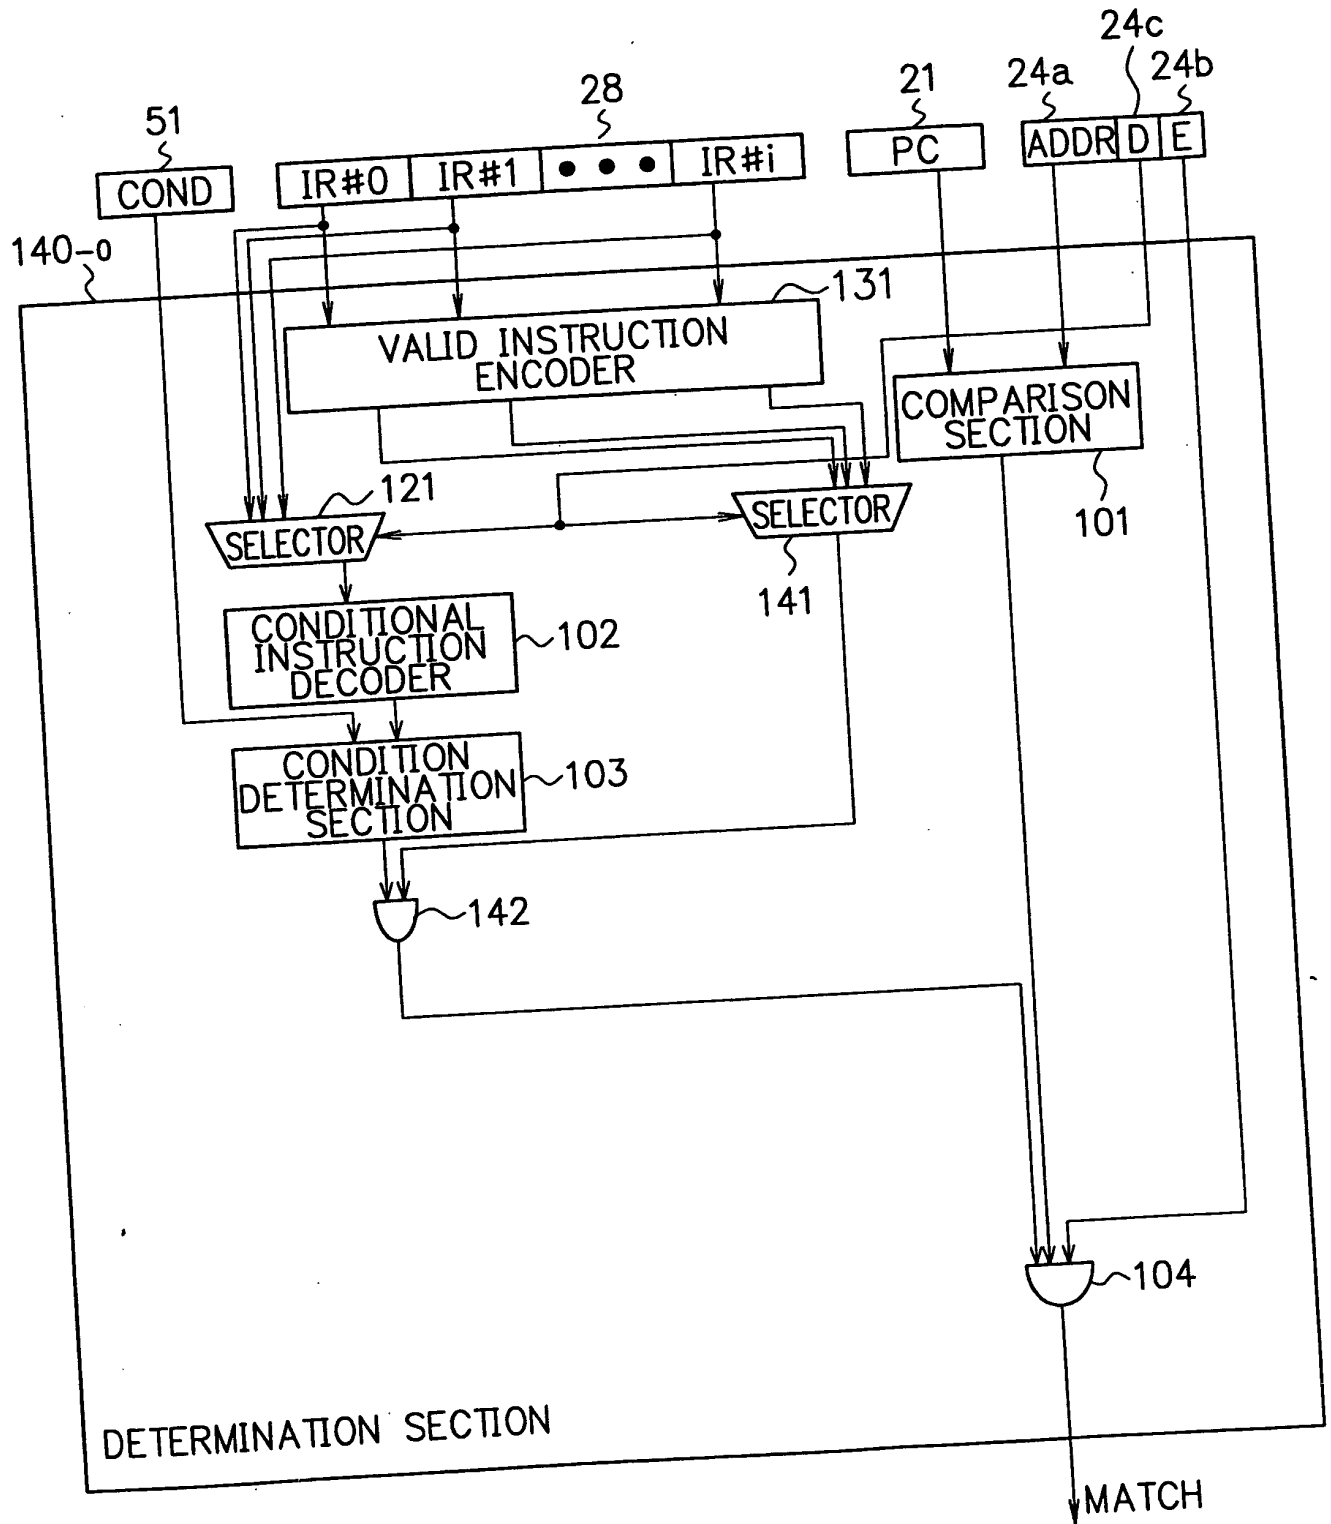 24c
24a
24b
21
28
51
ADDR D E
PC
IR#0 IR#1 ● ● ● IR#i
COND
140-0
131
VALID INSTRUCTION
ENCODER
COMPARISON
SECTION
101
121
SELECTOR
SELECTOR
141
CONDITIONAL
INSTRUCTION
DECODER
102
CONDITION
DETERMINATION
SECTION
103
142
104
DETERMINATION SECTION
MATCH